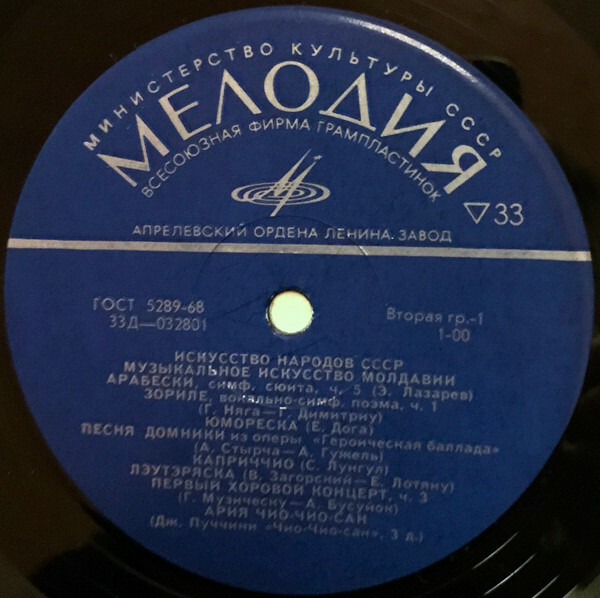 МИНИСТЕРСТВО КУЛЬТУРЫ СССР
МЕЛОДИЯ
ВСЕСОЮЗНАЯ ФИРМА ГРАМПЛАСТИНОК
▽33
АПРЕЛЕВСКИЙ ОРДЕНА ЛЕНИНА ЗАВОД
ГОСТ 5289-68
33Д—032801
Вторая гр.-1
1-00
ИСКУССТВО НАРОДОВ СССР
МУЗЫКАЛЬНОЕ ИСКУССТВО МОЛДАВИИ
АРАБЕСКИ, симф. сюита, ч. 5 (Э. Лазарев)
ЗОРИЛЕ, вокально-симф. поэма, ч. 1
(Г. Няга—Г. Димитриу)
ЮМОРЕСКА (Е. Дога)
ПЕСНЯ ДОМНИКИ из оперы «Героическая баллада»
(А. Стырча—А. Гужель)
КАПРИЧЧИО (С. Лунгул)
ЛЭУТЭРЯСКА (В. Загорский—Е. Лотяну)
ПЕРВЫЙ ХОРОВОЙ КОНЦЕРТ, ч. 3
(Г. Музическу—А. Бусуйок)
АРИЯ ЧИО-ЧИО-САН
(Дж. Пуччини «Чио-Чио-сан», 3 д.)